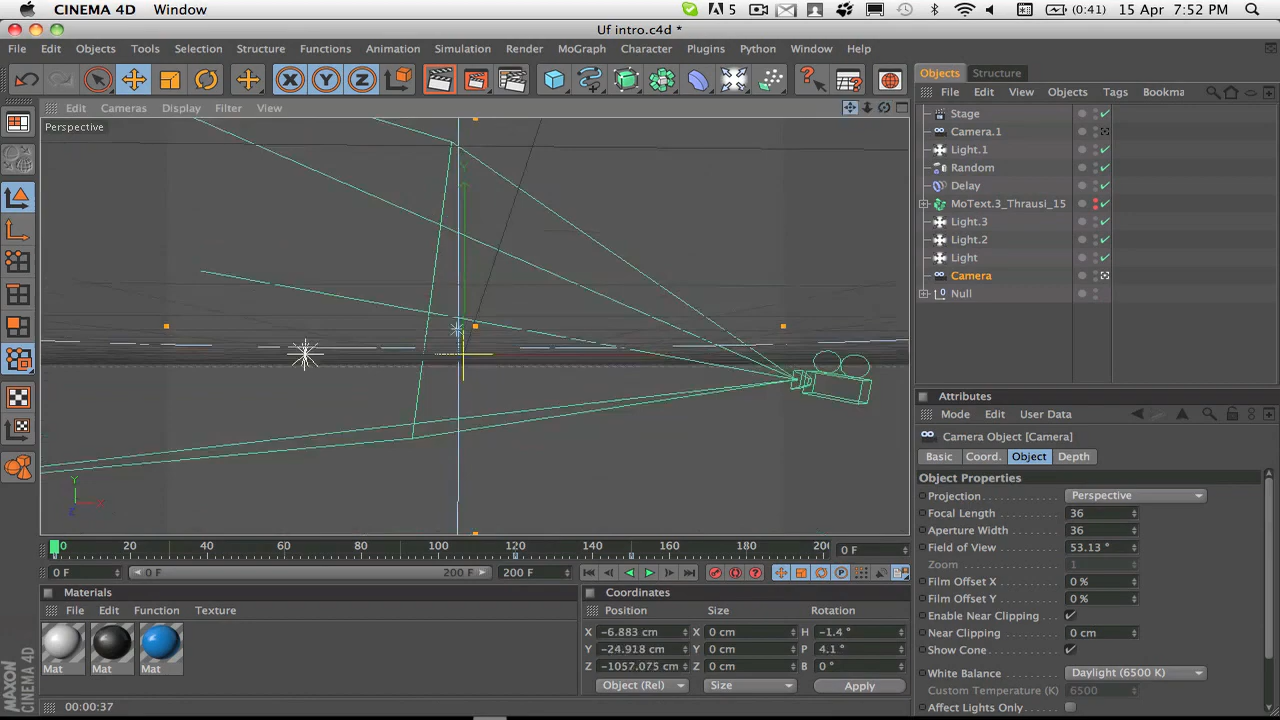 CINEMA 4D Window 5 (0:41) 15 Apr 7:52 PM
Uf intro.c4d *
File Edit Objects Tools Selection Structure Functions Animation Simulation Render MoGraph Character Plugins Python Window Help
X Y Z
Objects Structure
File Edit View Objects Tags Bookma
Edit Cameras Display Filter View
Perspective
Stage
Camera.1
Light.1
Random
Delay
MoText.3_Thrausi_15
Light.3
Light.2
Light
Camera
Null
Y
X
Z
Attributes
Mode Edit User Data
Camera Object [Camera]
Basic Coord. Object Depth
Object Properties
Projection Perspective
Focal Length 36
Aperture Width 36
Field of View 53.13 °
Zoom 1
Film Offset X 0 %
Film Offset Y 0 %
Enable Near Clipping
Near Clipping 0 cm
Show Cone
White Balance Daylight (6500 K)
Custom Temperature (K) 6500
Affect Lights Only
0 20 40 60 80 100 120 140 160 180 20 0 F
0 F 0 F 200 F 200 F
Materials
File Edit Function Texture
Mat Mat Mat
Coordinates
Position Size Rotation
X -6.883 cm X 0 cm H -1.4 °
Y -24.918 cm Y 0 cm P 4.1 °
Z -1057.075 cm Z 0 cm B 0 °
Object (Rel) Size Apply
MAXON
CINEMA 4D
00:00:37